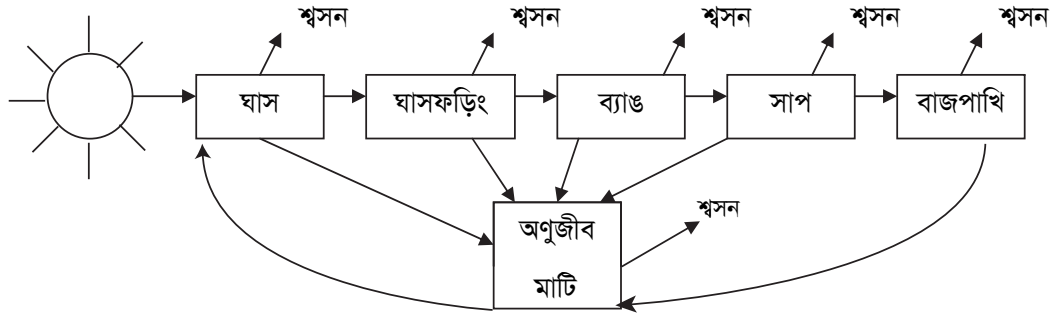 শ্বসন
শ্বসন
শ্বসন
শ্বসন
শ্বসন
ঘাস
ঘাসফড়িং
ব্যাঙ
সাপ
বাজপাখি
শ্বসন
অণুজীব
মাটি